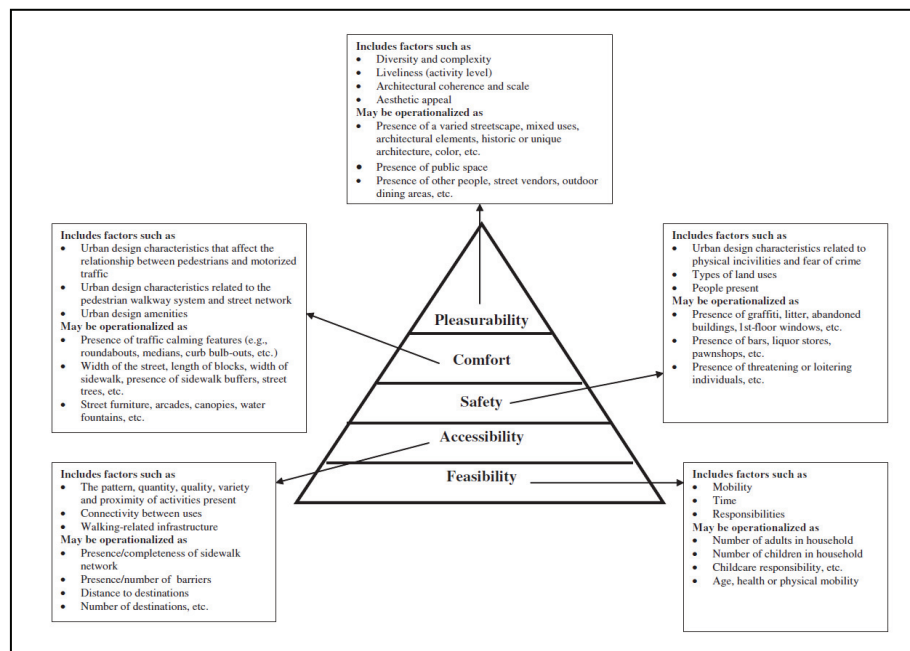 Includes factors such as
• Diversity and complexity
• Liveliness (activity level)
• Architectural coherence and scale
• Aesthetic appeal
May be operationalized as
• Presence of a varied streetscape, mixed uses,
architectural elements, historic or unique
architecture, color, etc.
• Presence of public space
• Presence of other people, street vendors, outdoor
dining areas, etc.
Includes factors such as
• Urban design characteristics that affect the
relationship between pedestrians and motorized
traffic
• Urban design characteristics related to the
pedestrian walkway system and street network
• Urban design amenities
May be operationalized as
• Presence of traffic calming features (e.g.,
roundabouts, medians, curb bulb-outs, etc.)
• Width of the street, length of blocks, width of
sidewalk, presence of sidewalk buffers, street
trees, etc.
• Street furniture, arcades, canopies, water
fountains, etc.
Includes factors such as
• Urban design characteristics related to
physical incivilities and fear of crime
• Types of land uses
• People present
May be operationalized as
• Presence of graffiti, litter, abandoned
buildings, 1st-floor windows, etc.
• Presence of bars, liquor stores,
pawnshops, etc.
• Presence of threatening or loitering
individuals, etc.
Pleasurability
Comfort
Safety
Accessibility
Feasibility
Includes factors such as
• The pattern, quantity, quality, variety
and proximity of activities present
• Connectivity between uses
• Walking-related infrastructure
May be operationalized as
• Presence/completeness of sidewalk
network
• Presence/number of barriers
• Distance to destinations
• Number of destinations, etc.
Includes factors such as
• Mobility
• Time
• Responsibilities
May be operationalized as
• Number of adults in household
• Number of children in household
• Childcare responsibility, etc.
• Age, health or physical mobility